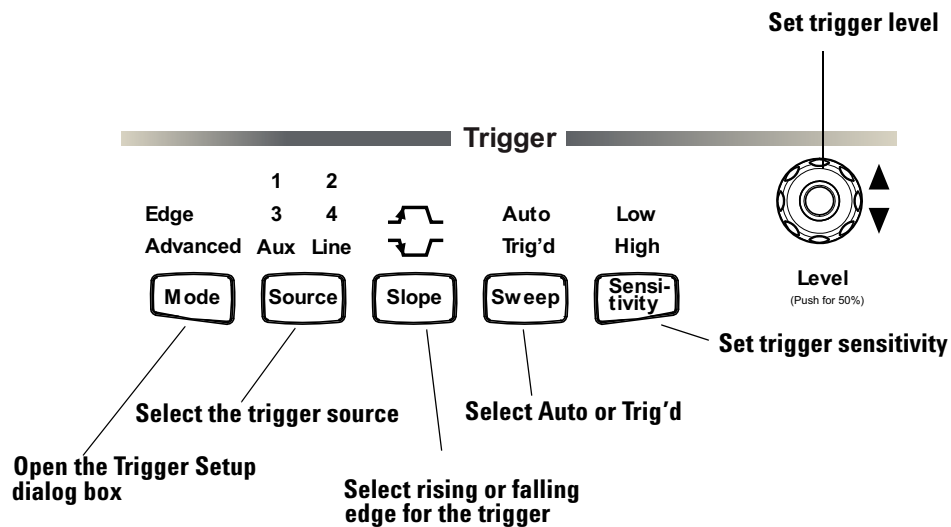 Set trigger level
Trigger
1 2
Edge 3 4 Auto Low
Advanced Aux Line Trig’d High
Mode Source Slope Sweep Sensi-
tivity
Level
(Push for 50%)
Set trigger sensitivity
Select the trigger source
Select Auto or Trig’d
Open the Trigger Setup
dialog box
Select rising or falling
edge for the trigger